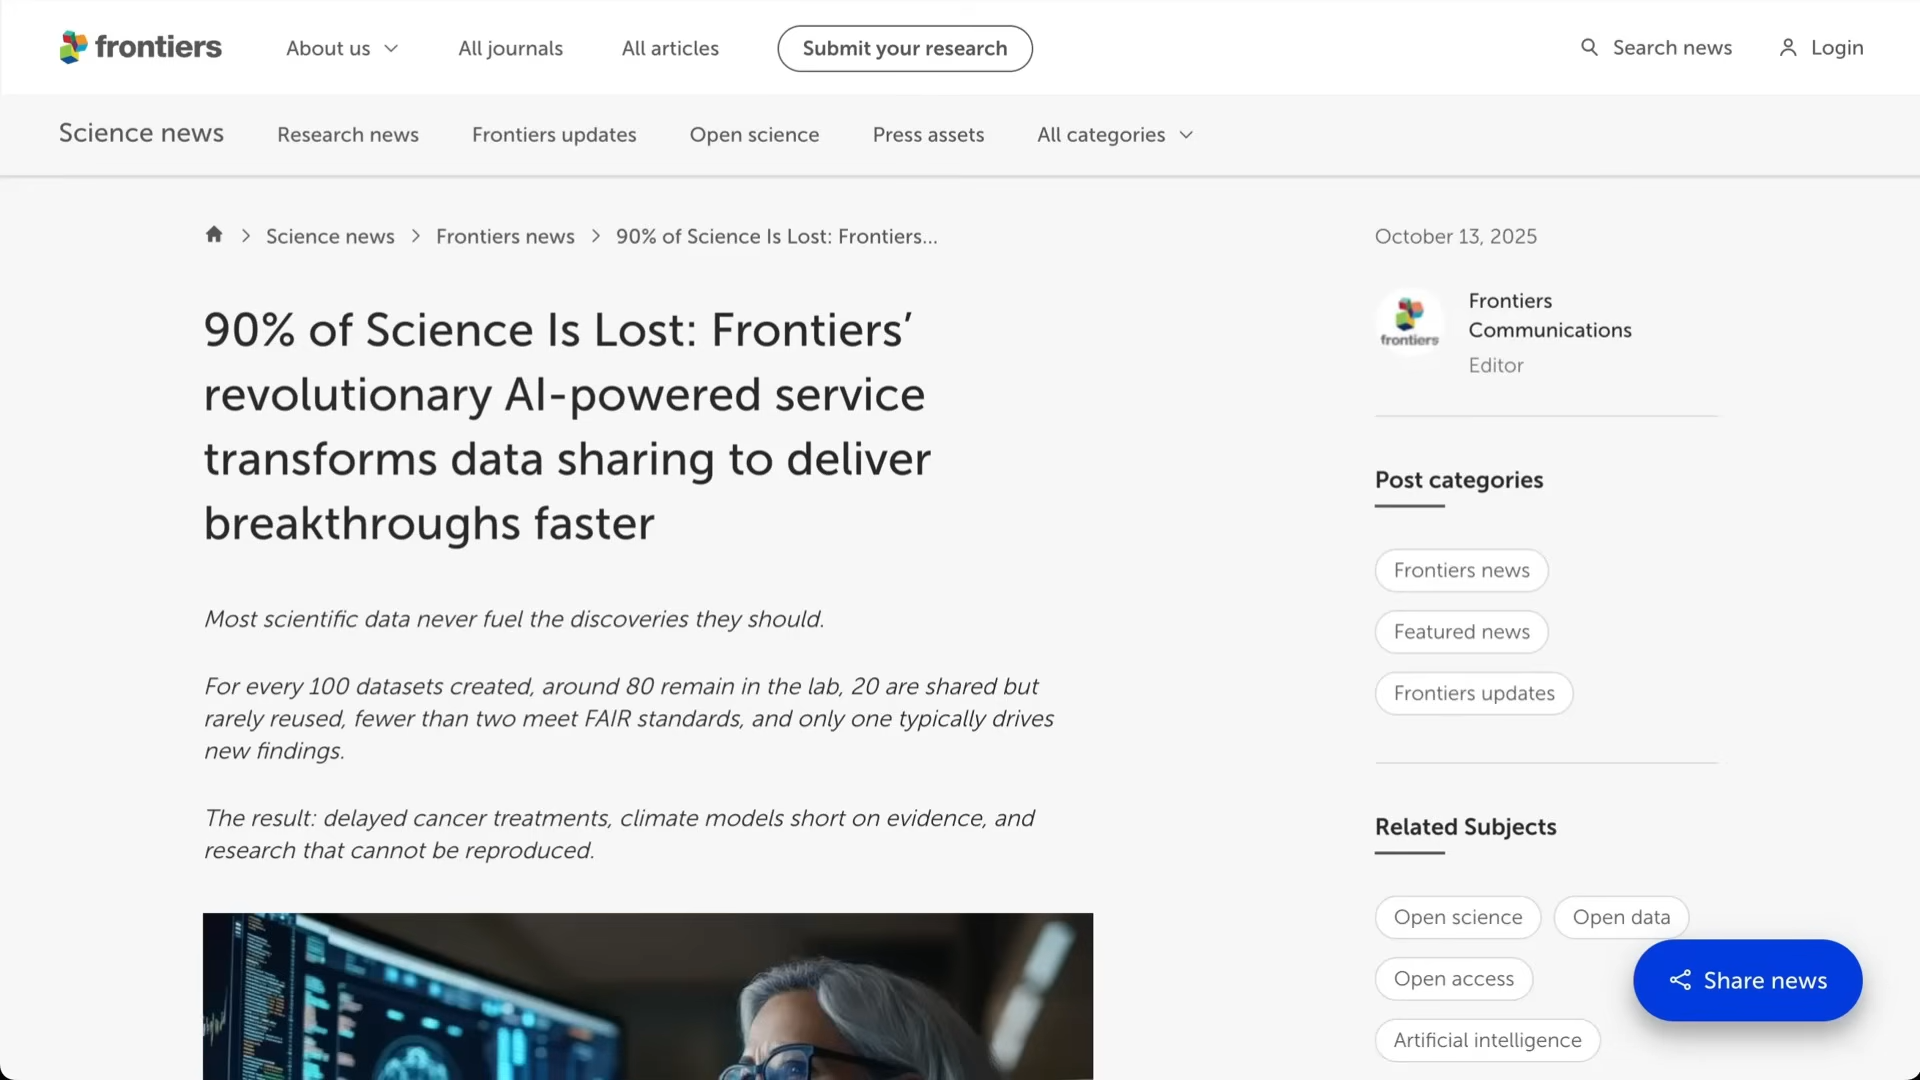 frontiers
About us
All journals
All articles
Submit your research
Search news
Login
Science news
Research news
Frontiers updates
Open science
Press assets
All categories
Science news
Frontiers news
90% of Science Is Lost: Frontiers...
90% of Science Is Lost: Frontiers’
revolutionary AI-powered service
transforms data sharing to deliver
breakthroughs faster
Most scientific data never fuel the discoveries they should.
For every 100 datasets created, around 80 remain in the lab, 20 are shared but
rarely reused, fewer than two meet FAIR standards, and only one typically drives
new findings.
The result: delayed cancer treatments, climate models short on evidence, and
research that cannot be reproduced.
October 13, 2025
frontiers
Frontiers
Communications
Editor
Post categories
Frontiers news
Featured news
Frontiers updates
Related Subjects
Open science
Open data
Open access
Artificial intelligence
Share news